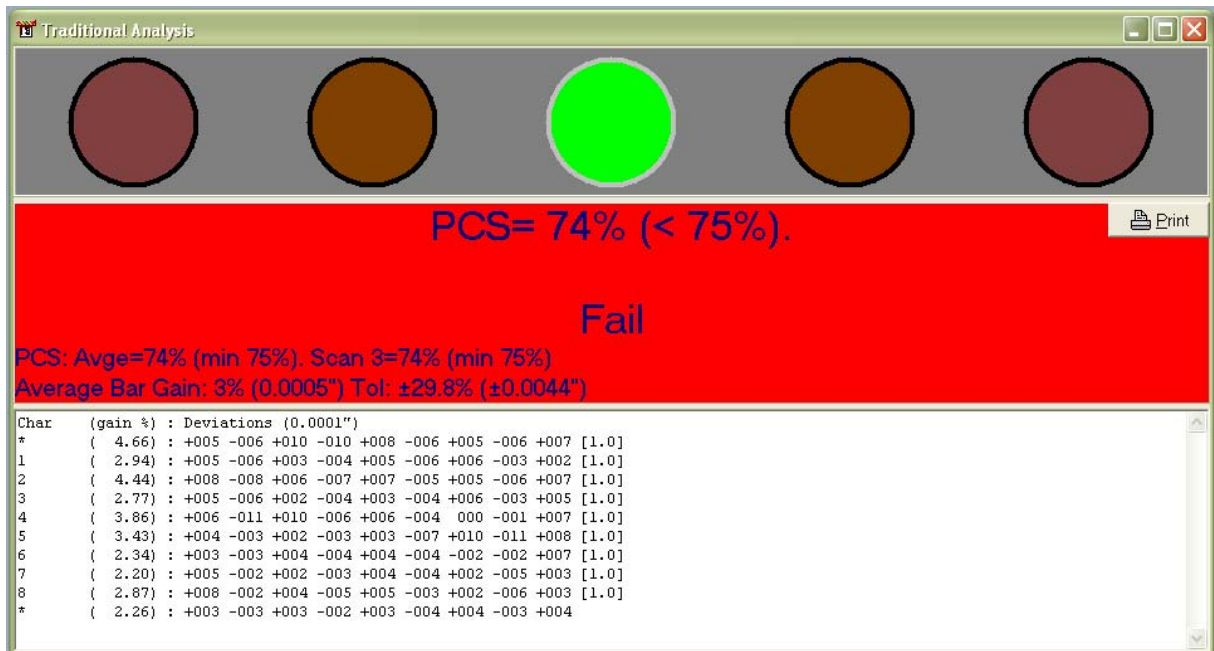 Traditional Analysis
PCS= 74% (< 75%).
Print
Fail
PCS: Avge=74% (min 75%). Scan 3=74% (min 75%)
Average Bar Gain: 3% (0.0005") Tol: ±29.8% (±0.0044")
Char (gain %) : Deviations (0.0001")
* ( 4.66) : +005 -006 +010 -010 +008 -006 +005 -006 +007 [1.0]
1 ( 2.94) : +005 -006 +003 -004 +005 -006 +006 -003 +002 [1.0]
2 ( 4.44) : +008 -008 +006 -007 +007 -005 +005 -006 +007 [1.0]
3 ( 2.77) : +005 -006 +002 -004 +003 -004 +006 -003 +005 [1.0]
4 ( 3.86) : +006 -011 +010 -006 +006 -004 000 -001 +007 [1.0]
5 ( 3.43) : +004 -003 +002 -003 +003 -007 +010 -011 +008 [1.0]
6 ( 2.34) : +003 -003 +004 -004 +004 -004 -002 -002 +007 [1.0]
7 ( 2.20) : +005 -002 +002 -003 +004 -004 +002 -005 +003 [1.0]
8 ( 2.87) : +008 -002 +004 -005 +005 -003 +002 -006 +003 [1.0]
* ( 2.26) : +003 -003 +003 -002 +003 -004 +004 -003 +004